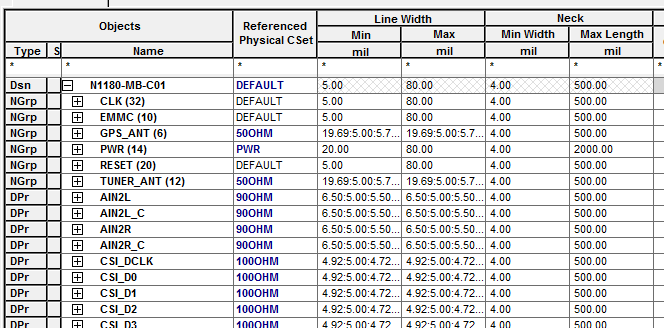 Objects Referenced Physical CSet Line Width Neck
Min Max Min Width Max Length
Type S Name mil mil mil mil
* * * * * * *
Dsn N1180-MB-C01 DEFAULT 5.00 80.00 4.00 500.00
NGrp CLK (32) DEFAULT 5.00 80.00 4.00 500.00
NGrp EMMC (10) DEFAULT 5.00 80.00 4.00 500.00
NGrp GPS_ANT (6) 50OHM 19.69:5.00:5.7... 19.69:5.00:5.7... 4.00 500.00
NGrp PWR (14) PWR 20.00 80.00 4.00 2000.00
NGrp RESET (20) DEFAULT 5.00 80.00 4.00 500.00
NGrp TUNER_ANT (12) 50OHM 19.69:5.00:5.7... 19.69:5.00:5.7... 4.00 500.00
DPr AIN2L 90OHM 6.50:5.00:5.50... 6.50:5.00:5.50... 4.00 500.00
DPr AIN2L_C 90OHM 6.50:5.00:5.50... 6.50:5.00:5.50... 4.00 500.00
DPr AIN2R 90OHM 6.50:5.00:5.50... 6.50:5.00:5.50... 4.00 500.00
DPr AIN2R_C 90OHM 6.50:5.00:5.50... 6.50:5.00:5.50... 4.00 500.00
DPr CSI_DCLK 100OHM 4.92:5.00:4.72... 4.92:5.00:4.72... 4.00 500.00
DPr CSI_D0 100OHM 4.92:5.00:4.72... 4.92:5.00:4.72... 4.00 500.00
DPr CSI_D1 100OHM 4.92:5.00:4.72... 4.92:5.00:4.72... 4.00 500.00
DPr CSI_D2 100OHM 4.92:5.00:4.72... 4.92:5.00:4.72... 4.00 500.00
DPr CSI_D3 100OHM 4.92:5.00:4.72... 4.92:5.00:4.72... 4.00 500.00